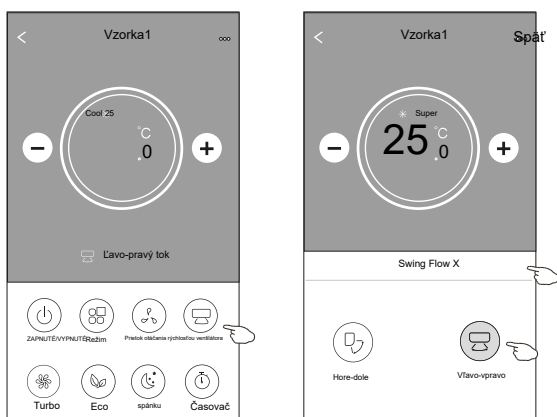 Vzorka1
Cool 25
°C
.0
Ľavo-pravý tok
ZAPNUTÉ/VYPNUTÉ
Režim
Prietok otáčania rýchlosťou ventilátora
Turbo
Eco
spánku
Časovač
Vzorka1
Späť
Super
25.0
°C
Swing Flow X
Hore-dole
Vľavo-vpravo